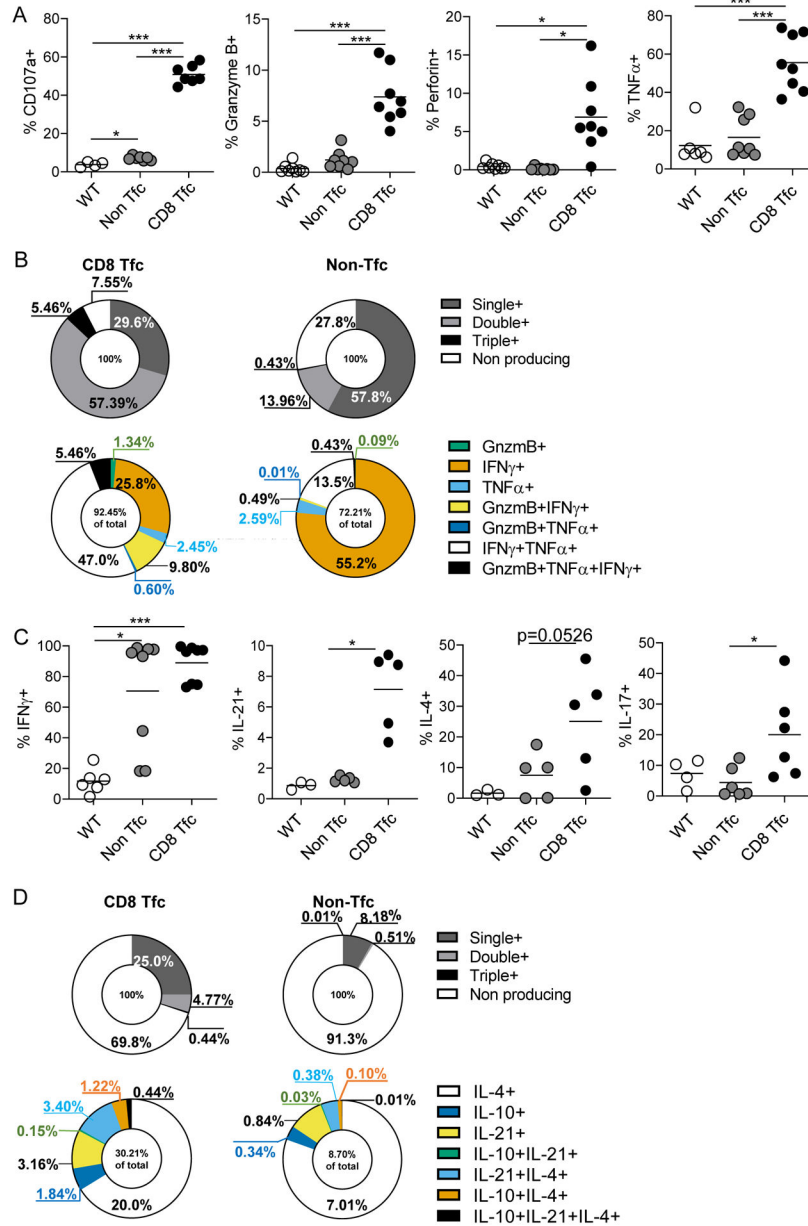 A
% CD107a+
80
60
40
20
0
***
***
*
WT
Non Tfc
CD8 Tfc
% Granzyme B+
15
10
5
0
***
***
WT
Non Tfc
CD8 Tfc
% Perforin+
20
15
10
5
0
*
*
WT
Non Tfc
CD8 Tfc
% TNFα+
80
60
40
20
0
***
***
WT
Non Tfc
CD8 Tfc
B
CD8 Tfc
7.55%
5.46%
29.6%
100%
57.39%
Non-Tfc
27.8%
0.43%
100%
13.96%
57.8%
Single+
Double+
Triple+
Non producing
5.46%
1.34%
25.8%
92.45%
of total
2.45%
47.0%
9.80%
0.60%
0.43%
0.09%
0.01%
13.5%
0.49%
72.21%
of total
2.59%
55.2%
GnzmB+
IFNγ+
TNFα+
GnzmB+IFNγ+
GnzmB+TNFα+
IFNγ+TNFα+
GnzmB+TNFα+IFNγ+
C
% IFNγ+
100
80
60
40
20
0
***
*
WT
Non Tfc
CD8 Tfc
% IL-21+
10
8
6
4
2
0
*
WT
Non Tfc
CD8 Tfc
% IL-4+
50
40
30
20
10
0
p=0.0526
WT
Non Tfc
CD8 Tfc
% IL-17+
50
40
30
20
10
0
*
WT
Non Tfc
CD8 Tfc
D
CD8 Tfc
25.0%
100%
4.77%
69.8%
0.44%
Non-Tfc
0.01%
8.18%
0.51%
100%
91.3%
Single+
Double+
Triple+
Non producing
1.22%
0.44%
3.40%
0.15%
30.21%
of total
3.16%
1.84%
20.0%
0.38%
0.10%
0.03%
0.01%
0.84%
8.70%
of total
0.34%
7.01%
IL-4+
IL-10+
IL-21+
IL-10+IL-21+
IL-21+IL-4+
IL-10+IL-4+
IL-10+IL-21+IL-4+